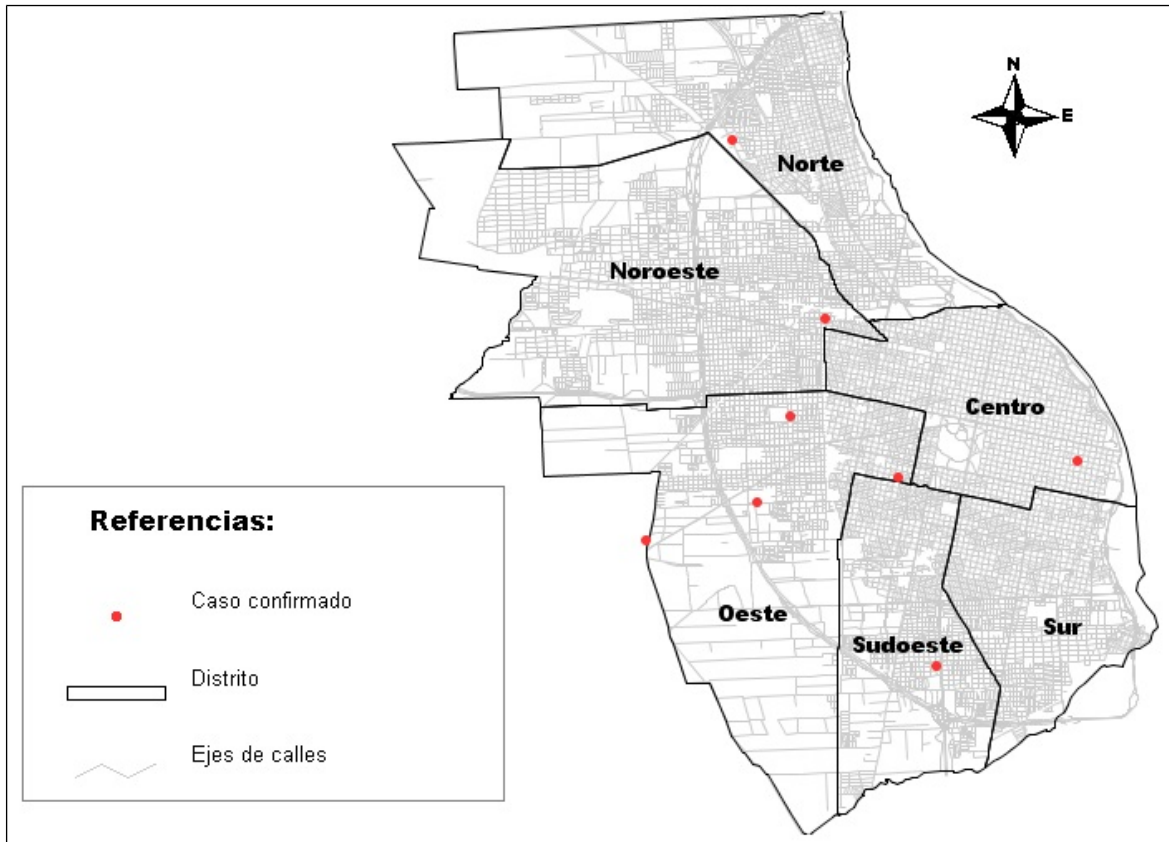 N
E
Norte
Noroeste
Centro
Referencias:
Caso confirmado
Oeste
Sur
Sudoeste
Distrito
Ejes de calles